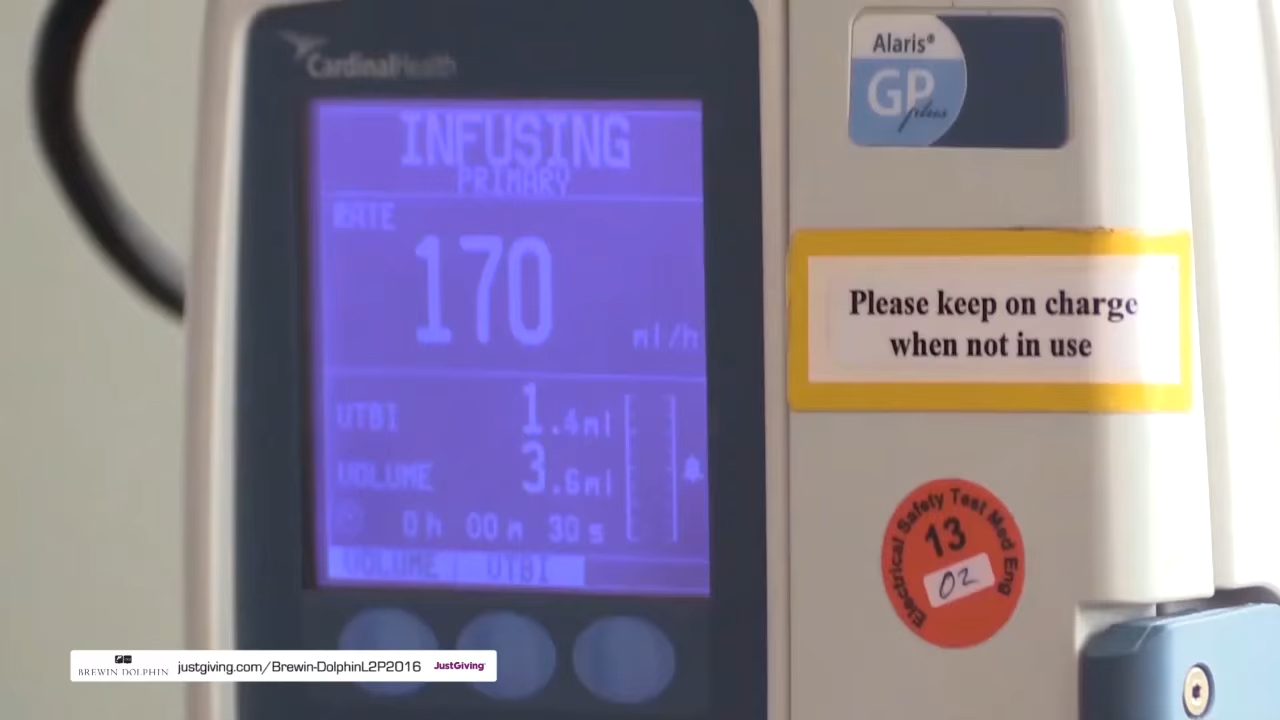 CardinalHealth
INFUSING
PRIMARY
RATE
170
ml/h
VTBI 1.4ml
VOLUME 3.6ml
0h 00m 30s
VOLUME VTBI
Alaris®
GP
plus
Please keep on charge
when not in use
Electrical Safety Test Med Eng
13
02
BREWIN DOLPHIN justgiving.com/Brewin-DolphinL2P2016 JustGiving